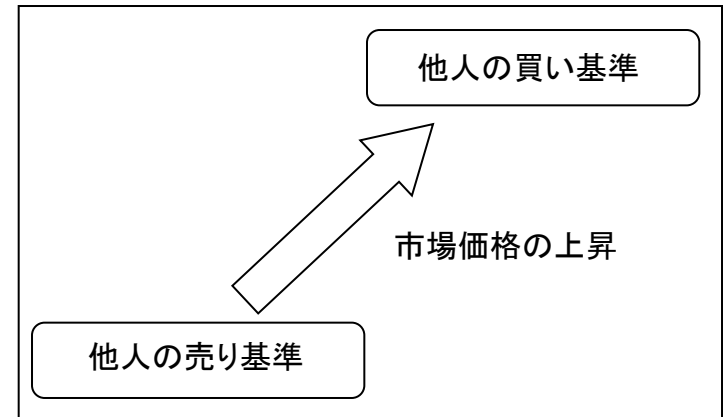 他人の買い基準
市場価格の上昇
他人の売り基準